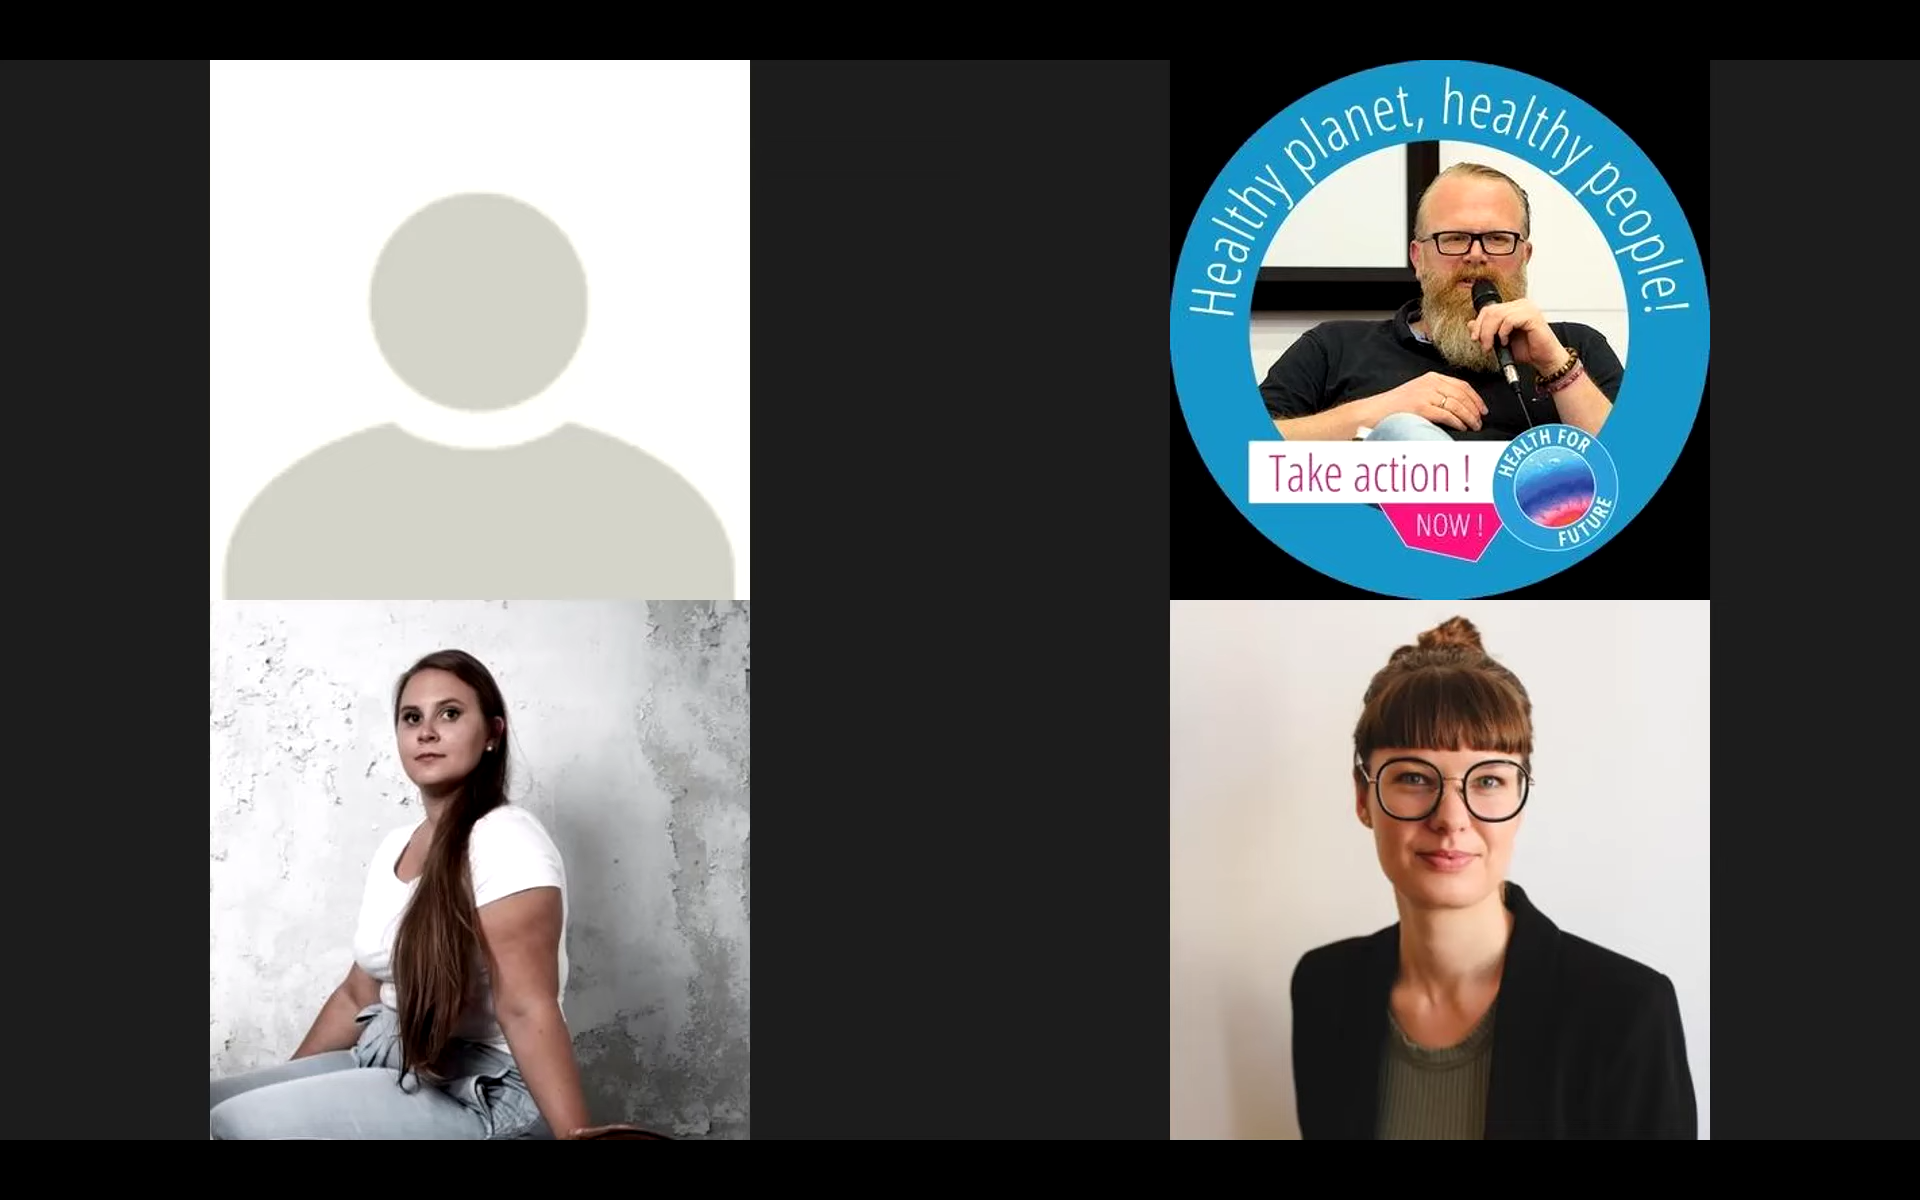 Healthy planet, healthy people!
Take action !
NOW !
HEALTH FOR
FUTURE